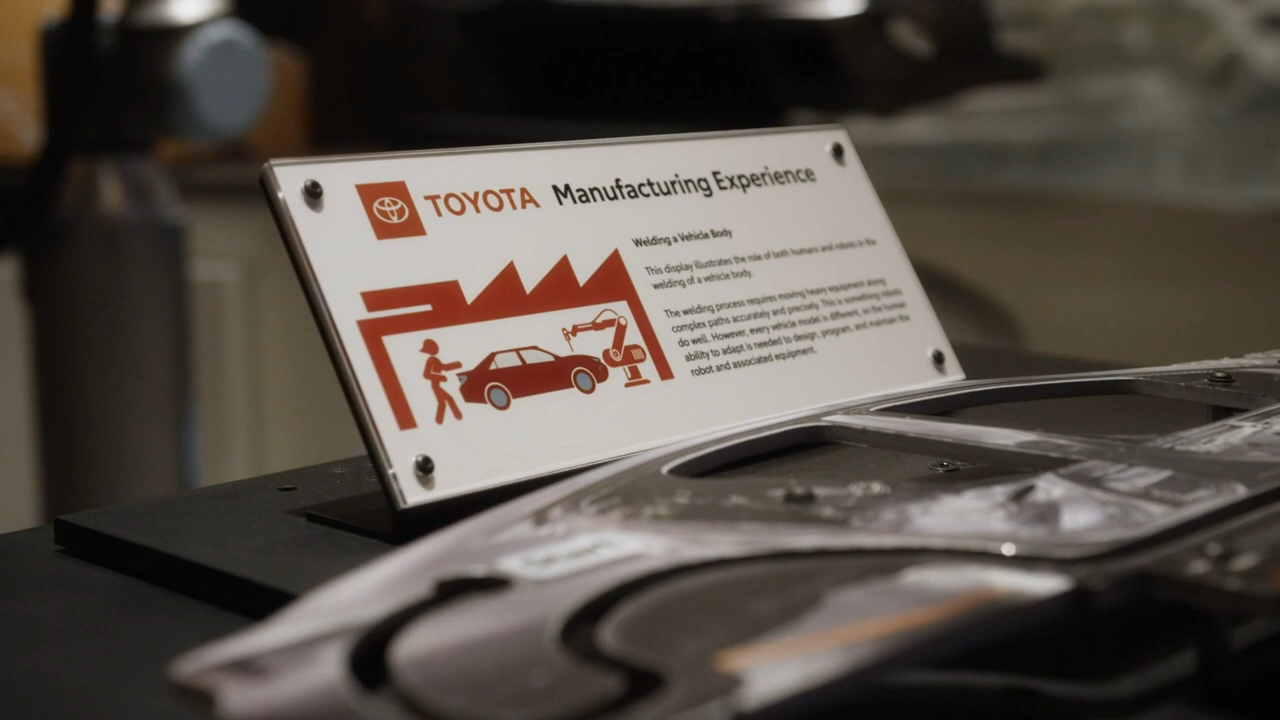 TOYOTA Manufacturing Experience
Welding a Vehicle Body
This display illustrates the role of both humans and robots in the
welding of a vehicle body.
The welding process requires moving heavy equipment along
complex paths accurately and precisely. This is something robots
do well. However, every vehicle model is different, so the human
ability to adapt is needed to design, program, and maintain the
robot and associated equipment.